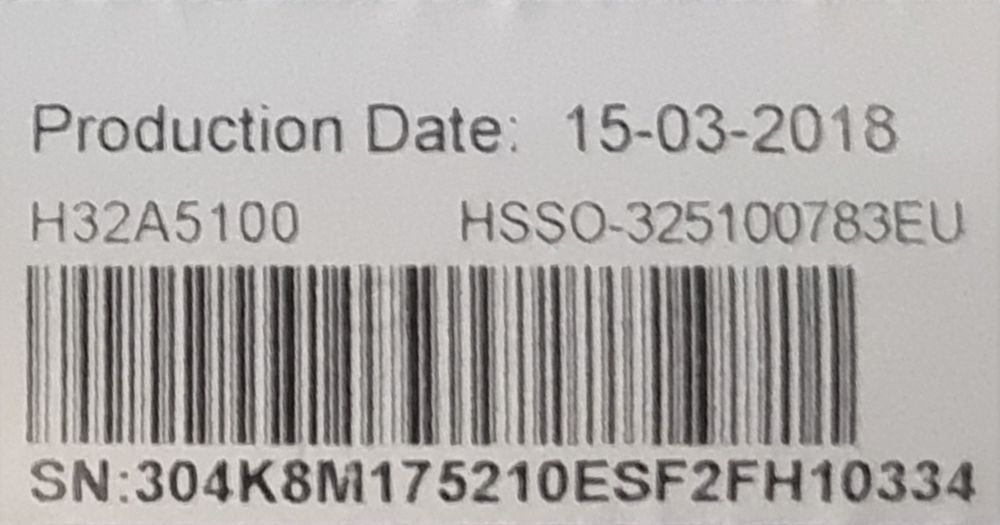 Production Date: 15-03-2018
H32A5100 HSSO-325100783EU
SN:304K8M175210ESF2FH10334